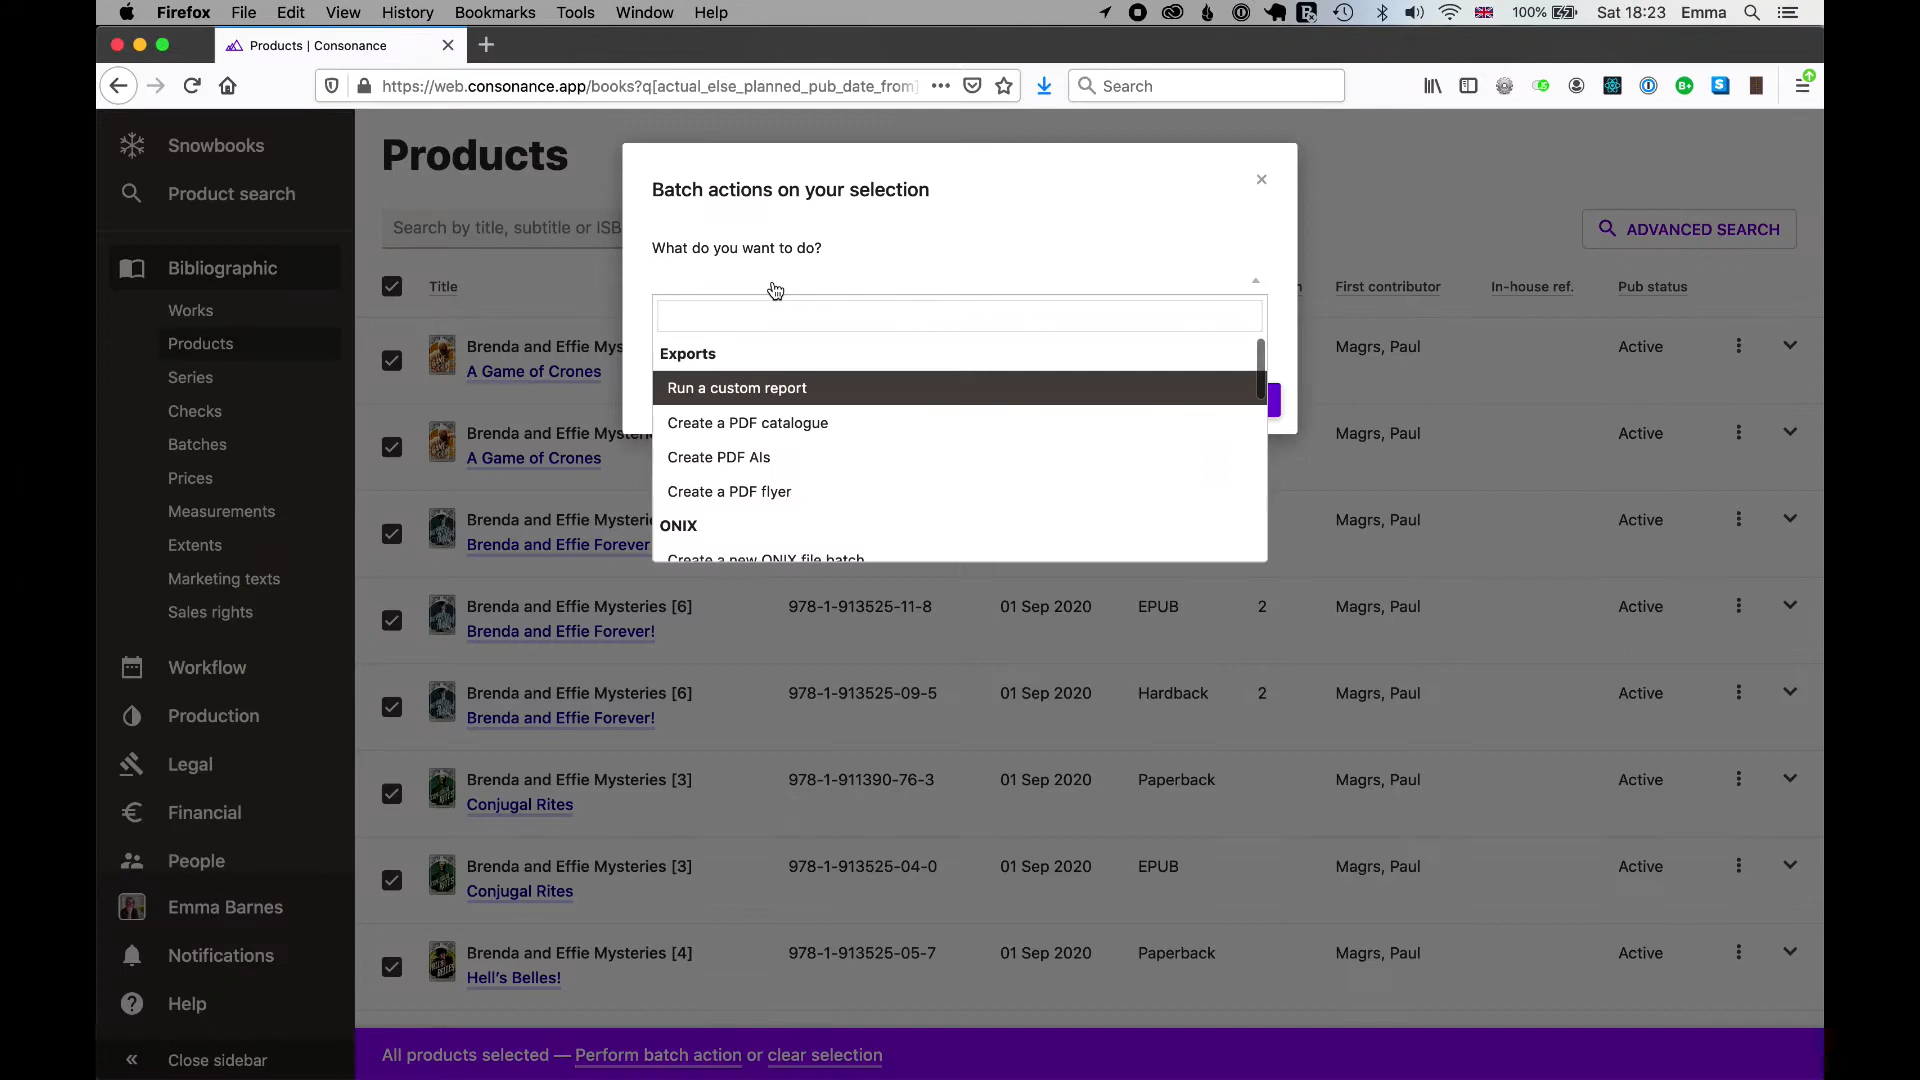 Firefox File Edit View History Bookmarks Tools Window Help 100% Sat 18:23 Emma
Products | Consonance
https://web.consonance.app/books?q[actual_else_planned_pub_date_from]
Search
Snowbooks
Product search
Bibliographic
Works
Products
Series
Checks
Batches
Prices
Measurements
Extents
Marketing texts
Sales rights
Workflow
Production
Legal
Financial
People
Emma Barnes
Notifications
Help
Close sidebar
Products
Search by title, subtitle or ISB
ADVANCED SEARCH
Title First contributor In-house ref. Pub status
Batch actions on your selection
What do you want to do?
Exports
Run a custom report
Create a PDF catalogue
Create PDF AIs
Create a PDF flyer
ONIX
Create a new ONIX file batch
Brenda and Effie Mys Magrs, Paul Active
A Game of Crones
Brenda and Effie Myster Magrs, Paul Active
A Game of Crones
Brenda and Effie Mysterie Magrs, Paul Active
Brenda and Effie Forever
Brenda and Effie Mysteries [6] 978-1-913525-11-8 01 Sep 2020 EPUB 2 Magrs, Paul Active
Brenda and Effie Forever!
Brenda and Effie Mysteries [6] 978-1-913525-09-5 01 Sep 2020 Hardback 2 Magrs, Paul Active
Brenda and Effie Forever!
Brenda and Effie Mysteries [3] 978-1-911390-76-3 01 Sep 2020 Paperback Magrs, Paul Active
Conjugal Rites
Brenda and Effie Mysteries [3] 978-1-913525-04-0 01 Sep 2020 EPUB Magrs, Paul Active
Conjugal Rites
Brenda and Effie Mysteries [4] 978-1-913525-05-7 01 Sep 2020 Paperback Magrs, Paul Active
Hell's Belles!
All products selected — Perform batch action or clear selection